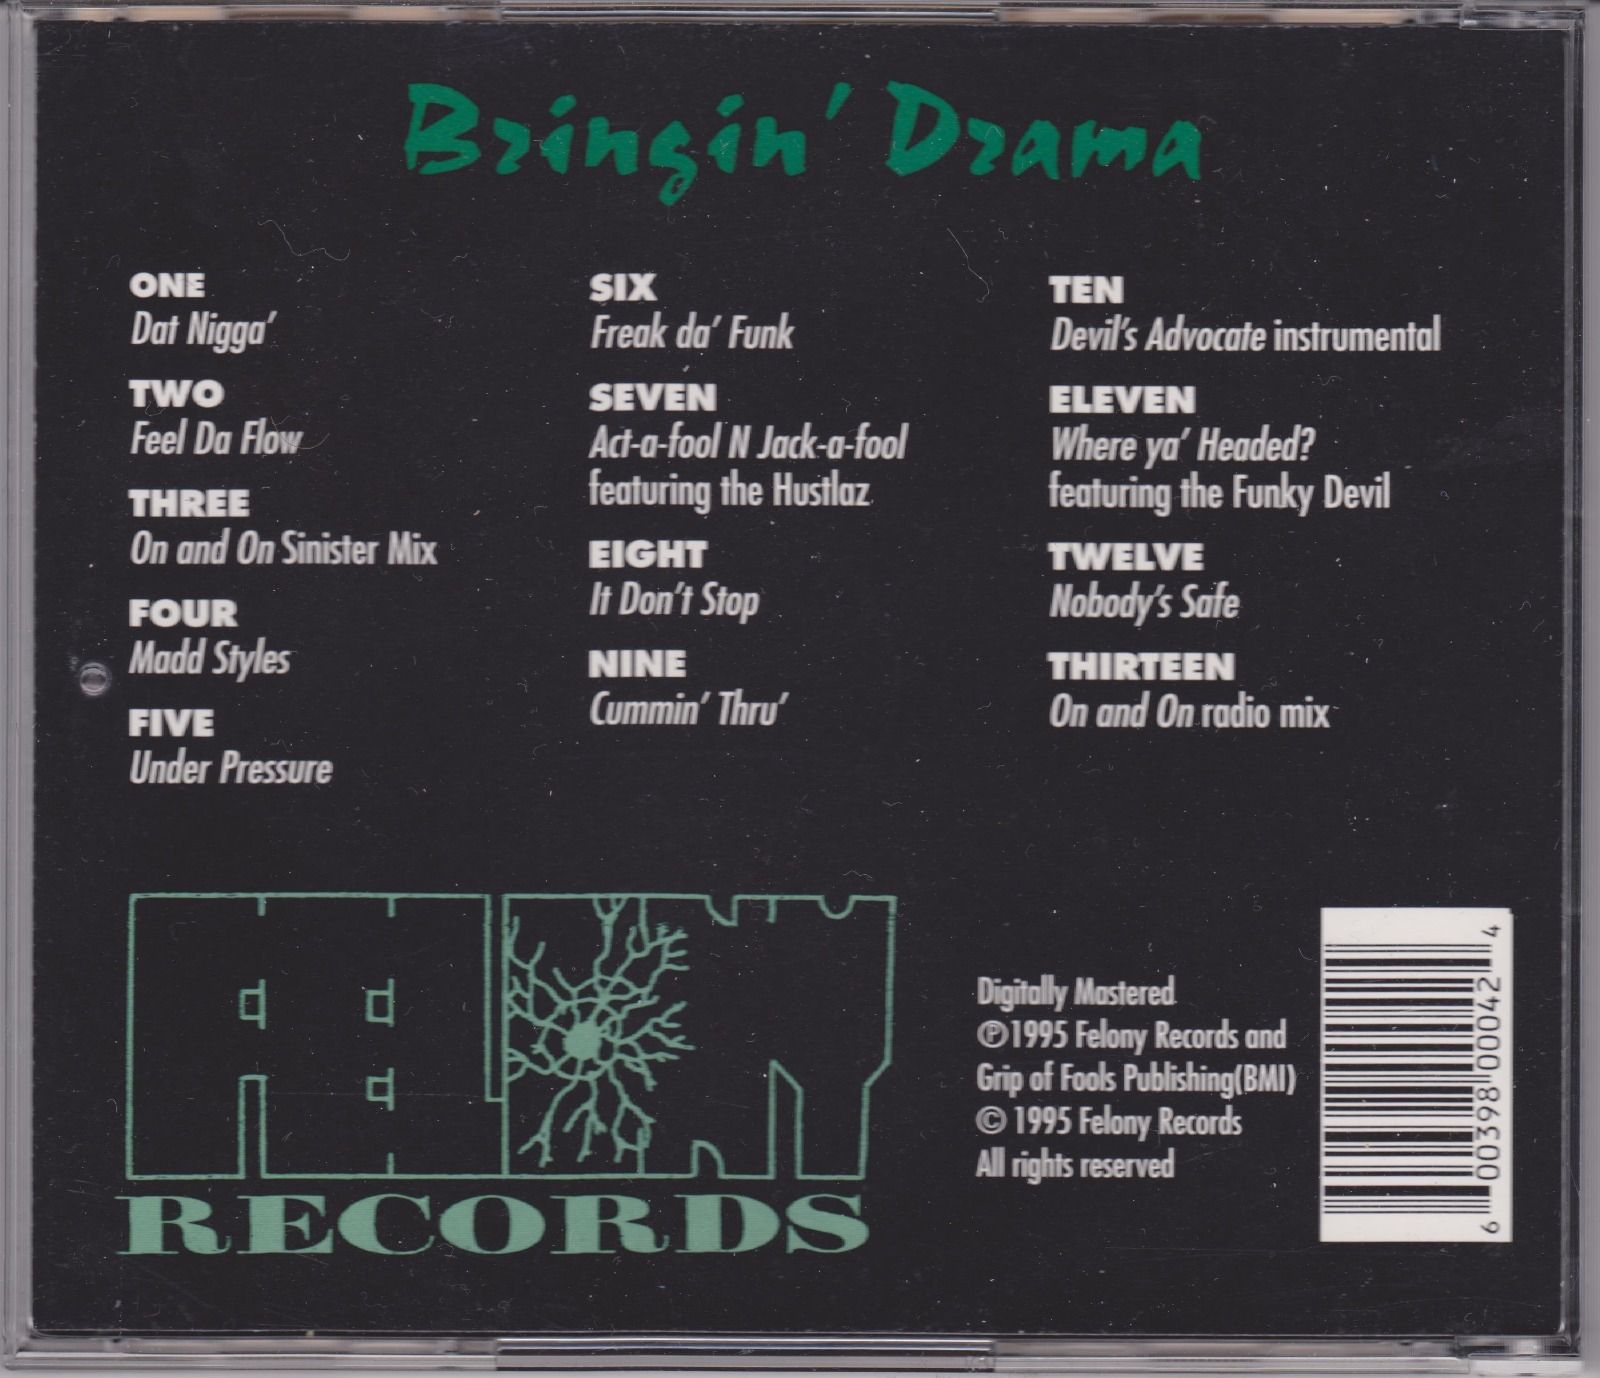 Bringin' Drama
ONE
Dat Nigga'
TWO
Feel Da Flow
THREE
On and On Sinister Mix
FOUR
Madd Styles
FIVE
Under Pressure
SIX
Freak da' Funk
SEVEN
Act-a-fool N Jack-a-fool
featuring the Hustlaz
EIGHT
It Don't Stop
NINE
Cummin' Thru'
TEN
Devil's Advocate instrumental
ELEVEN
Where ya' Headed?
featuring the Funky Devil
TWELVE
Nobody's Safe
THIRTEEN
On and On radio mix
FELONY
RECORDS
Digitally Mastered
℗1995 Felony Records and
Grip of Fools Publishing(BMI)
© 1995 Felony Records
All rights reserved
6 00398 00042 4